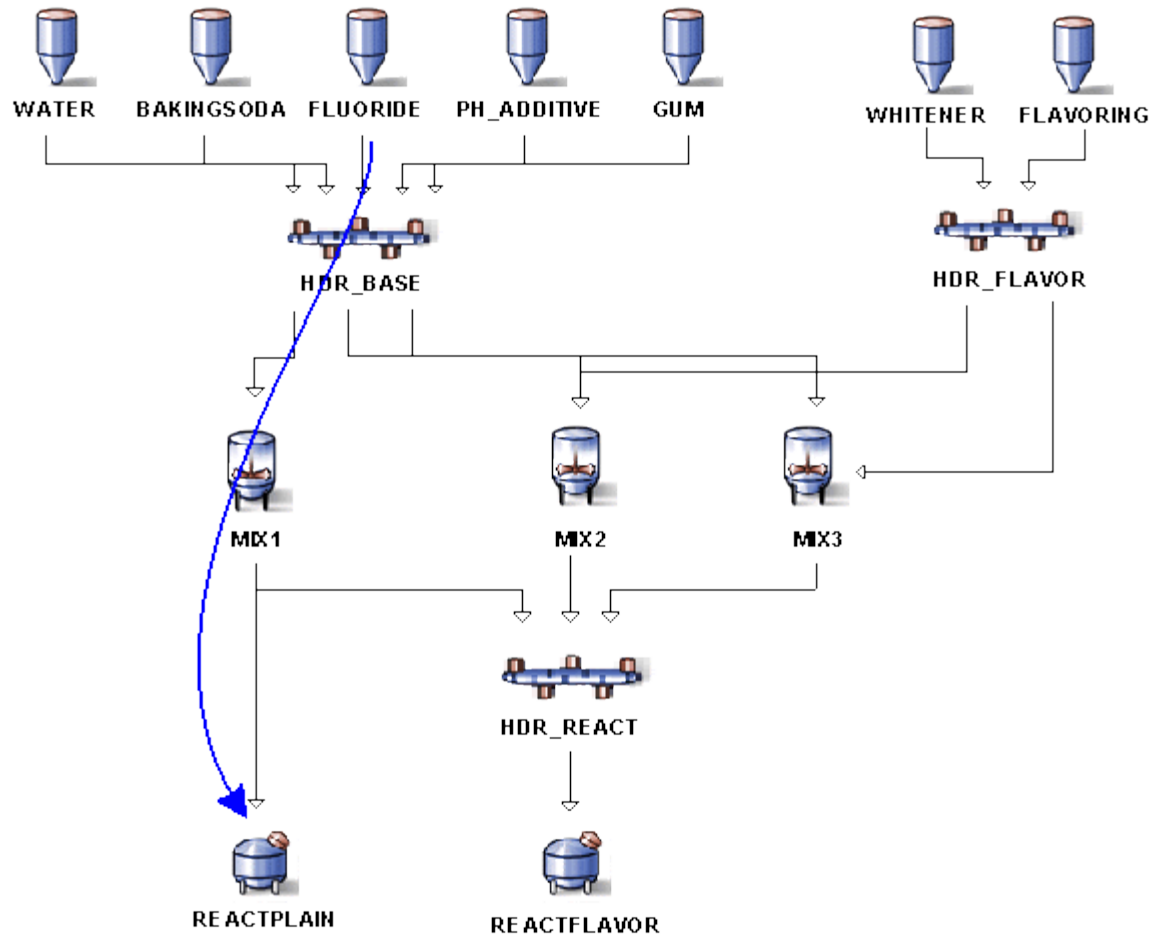 WATER
BAKINGSODA
FLUORIDE
PH_ADDITIVE
GUM
WHITENER
FLAVORING
HDR_BASE
HDR_FLAVOR
MIX1
MIX2
MIX3
HDR_REACT
REACTPLAIN
REACTFLAVOR